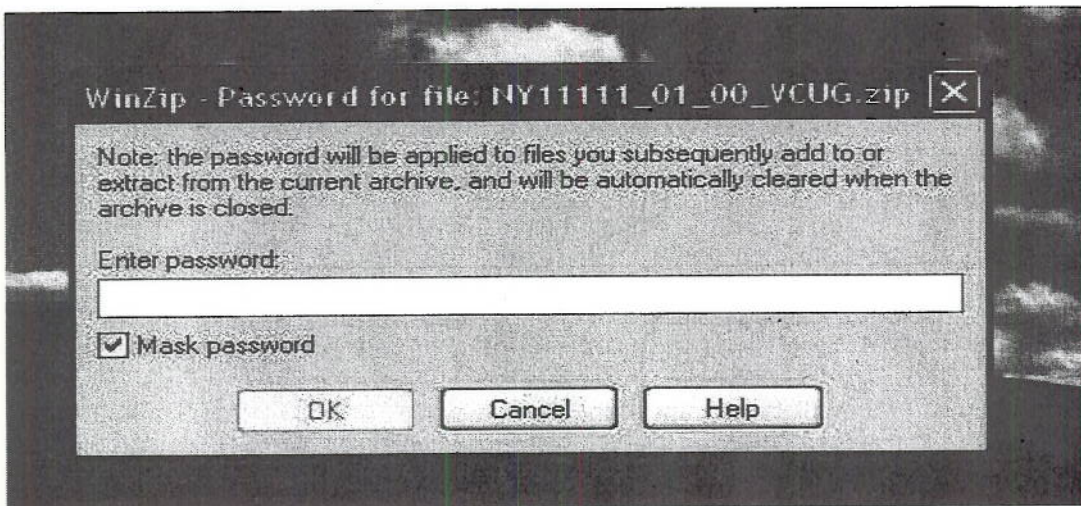 WinZip - Password for file: NY11111_01_00_VCUG.zip
Note: the password will be applied to files you subsequently add to or
extract from the current archive, and will be automatically cleared when the
archive is closed.
Enter password:
Mask password
OK Cancel Help